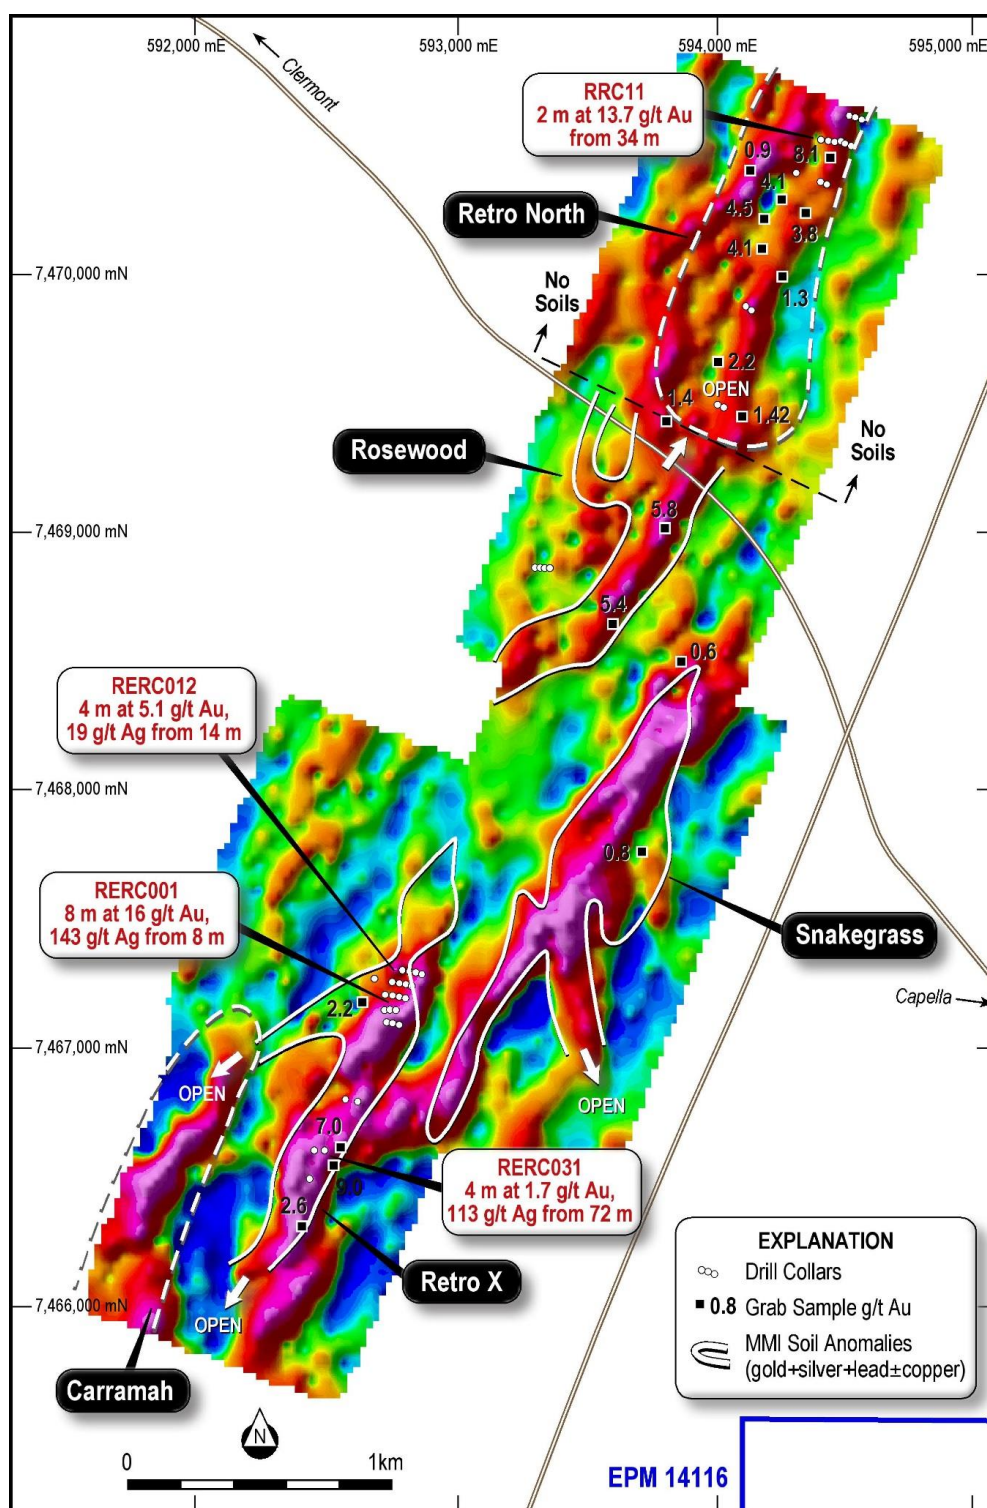 592,000 mE
593,000 mE
594,000 mE
595,000 mE
Clermont
RRC11
2 m at 13.7 g/t Au
from 34 m
0.9
8.1
4.1
4.5
3.8
Retro North
4.1
7,470,000 mN
1.3
No
Soils
2.2
OPEN
1.4
1.42
Rosewood
No
Soils
5.8
7,469,000 mN
5.4
0.6
RERC012
4 m at 5.1 g/t Au,
19 g/t Ag from 14 m
7,468,000 mN
0.8
RERC001
8 m at 16 g/t Au,
143 g/t Ag from 8 m
Snakegrass
2.2
Capella
7,467,000 mN
OPEN
OPEN
7.0
9.0
RERC031
4 m at 1.7 g/t Au,
113 g/t Ag from 72 m
2.6
Retro X
7,466,000 mN
OPEN
Carramah
EXPLANATION
Drill Collars
0.8 Grab Sample g/t Au
MMI Soil Anomalies
(gold+silver+lead±copper)
N
0
1km
EPM 14116